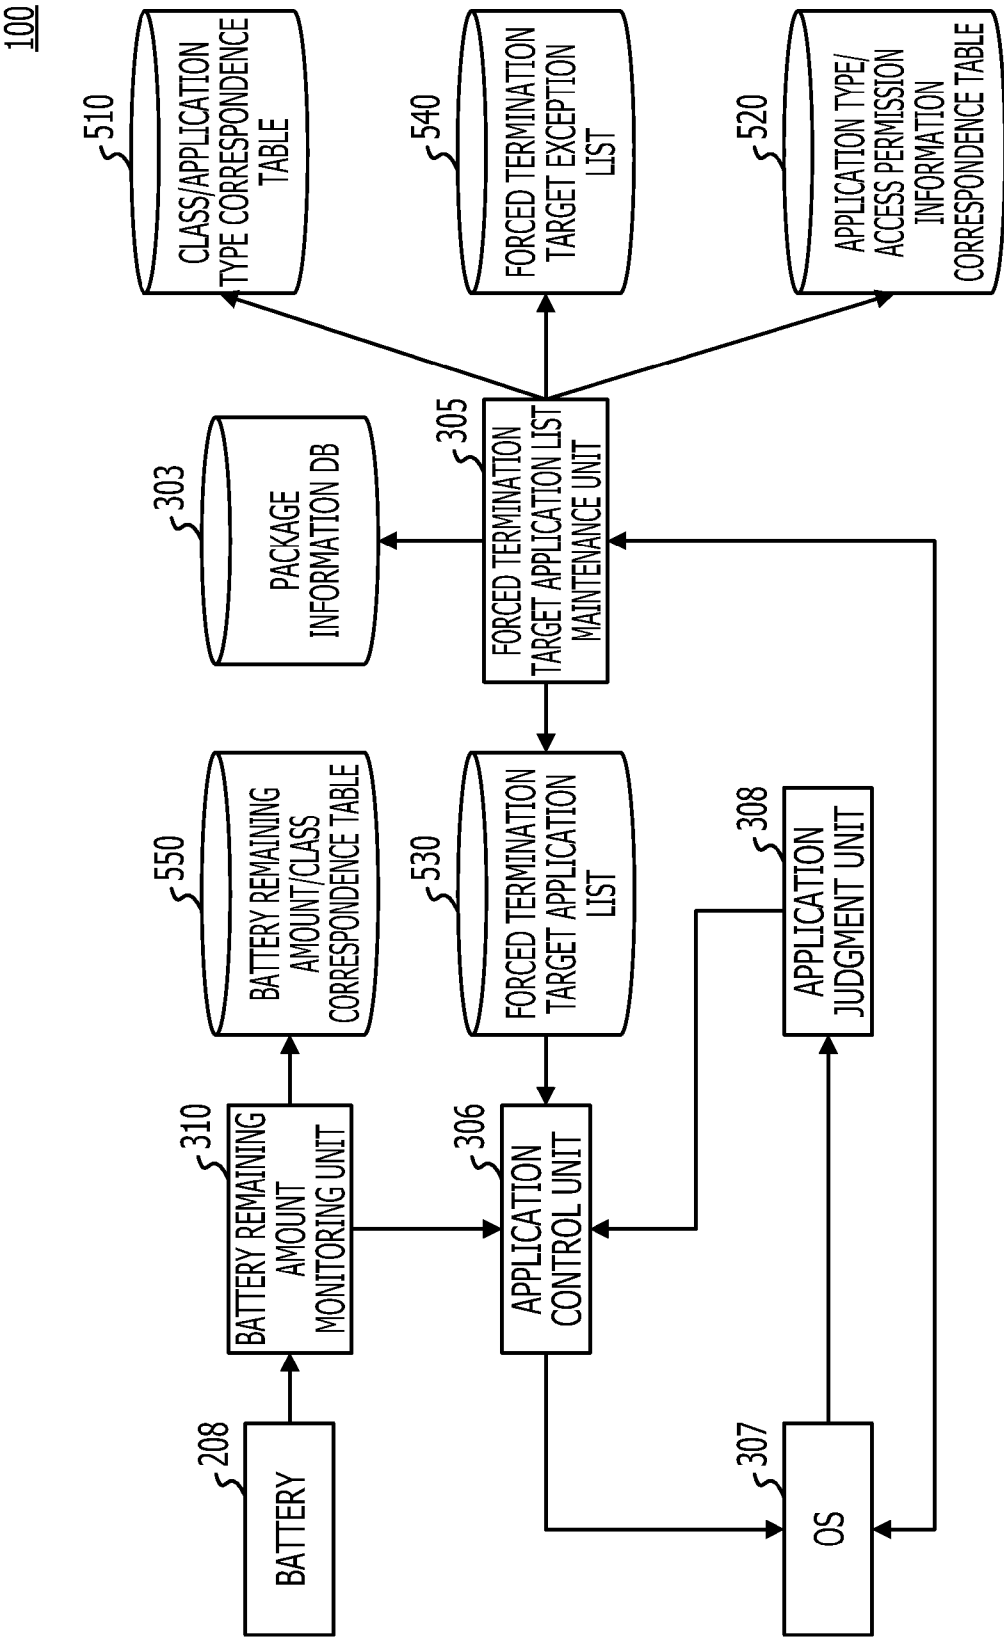 100
208
BATTERY
310
BATTERY REMAINING
AMOUNT
MONITORING UNIT
550
BATTERY REMAINING
AMOUNT/CLASS
CORRESPONDENCE TABLE
303
PACKAGE
INFORMATION DB
510
CLASS/APPLICATION
TYPE CORRESPONDENCE
TABLE
306
APPLICATION
CONTROL UNIT
530
FORCED TERMINATION
TARGET APPLICATION
LIST
305
FORCED TERMINATION
TARGET APPLICATION LIST
MAINTENANCE UNIT
540
FORCED TERMINATION
TARGET EXCEPTION
LIST
307
OS
308
APPLICATION
JUDGMENT UNIT
520
APPLICATION TYPE/
ACCESS PERMISSION
INFORMATION
CORRESPONDENCE TABLE